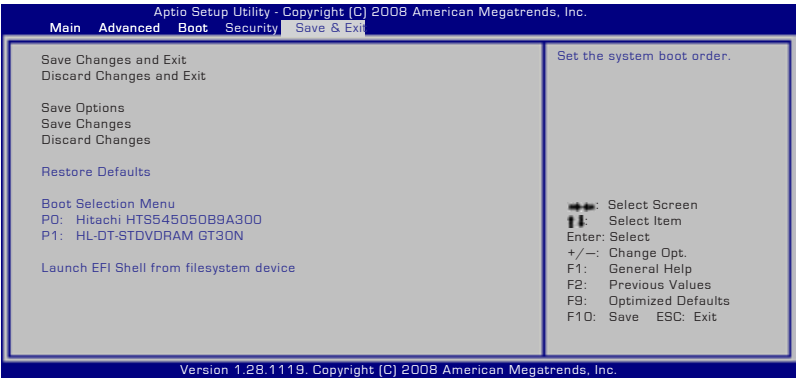 Aptio Setup Utility - Copyright (C) 2008 American Megatrends, Inc.
Main Advanced Boot Security Save & Exit
Save Changes and Exit
Discard Changes and Exit
Save Options
Save Changes
Discard Changes
Restore Defaults
Boot Selection Menu
P0: Hitachi HTS545050B9A300
P1: HL-DT-STDVDRAM GT30N
Launch EFI Shell from filesystem device
Set the system boot order.
→←: Select Screen
↑↓: Select Item
Enter: Select
+/—: Change Opt.
F1: General Help
F2: Previous Values
F9: Optimized Defaults
F10: Save ESC: Exit
Version 1.28.1119. Copyright (C) 2008 American Megatrends, Inc.